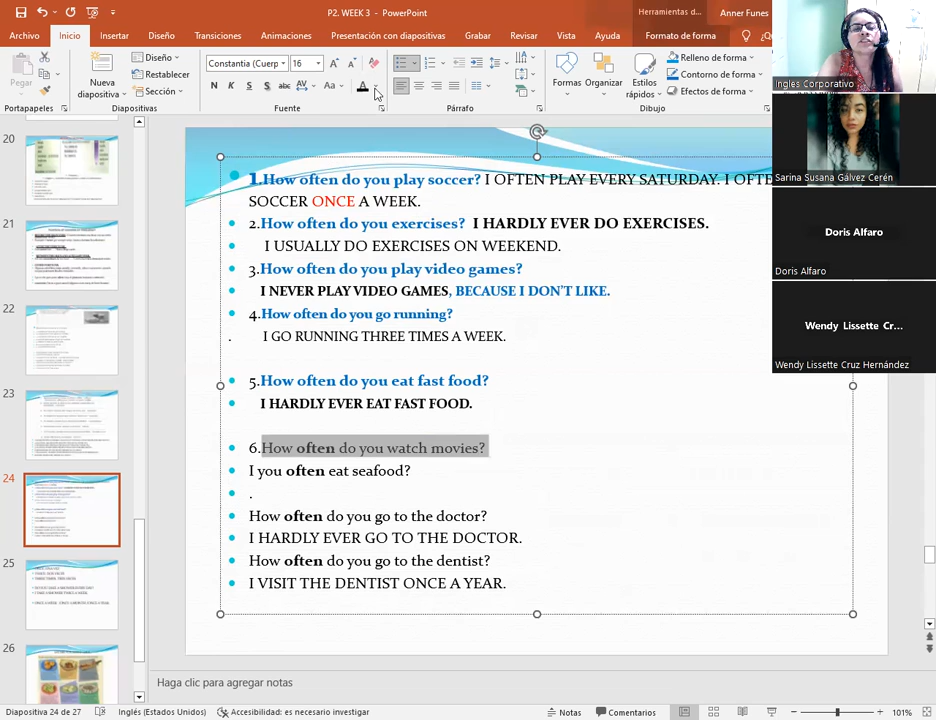 P2. WEEK 3 - PowerPoint
Herramientas d...
Anner Funes
Archivo
Inicio
Insertar
Diseño
Transiciones
Animaciones
Presentación con diapositivas
Grabar
Revisar
Vista
Ayuda
Formato de forma
¿Qu
Pegar
Nueva diapositiva
Diseño
Restablecer
Sección
Constantia (Cuerp
16
N K S S abc AV Aa A
Formas
Organizar
Estilos rápidos
Relleno de forma
Contorno de forma
Efectos de forma
Portapapeles
Diapositivas
Fuente
Párrafo
Dibujo
Ingles Corporativo
Sarina Susana Gálvez Cerén
Doris Alfaro
Doris Alfaro
Wendy Lissette Cr...
Wendy Lissette Cruz Hernández
20
21
22
23
24
25
26
1.How often do you play soccer? I OFTEN PLAY EVERY SATURDAY. I OFTE
SOCCER ONCE A WEEK.
2.How often do you exercises? I HARDLY EVER DO EXERCISES.
I USUALLY DO EXERCISES ON WEEKEND.
3.How often do you play video games?
I NEVER PLAY VIDEO GAMES, BECAUSE I DON'T LIKE.
4.How often do you go running?
. I GO RUNNING THREE TIMES A WEEK.
5.How often do you eat fast food?
I HARDLY EVER EAT FAST FOOD.
6.How often do you watch movies?
I you often eat seafood?
.
How often do you go to the doctor?
I HARDLY EVER GO TO THE DOCTOR.
How often do you go to the dentist?
I VISIT THE DENTIST ONCE A YEAR.
Haga clic para agregar notas
Diapositiva 24 de 27
Inglés (Estados Unidos)
Accesibilidad: es necesario investigar
Notas
Comentarios
101%